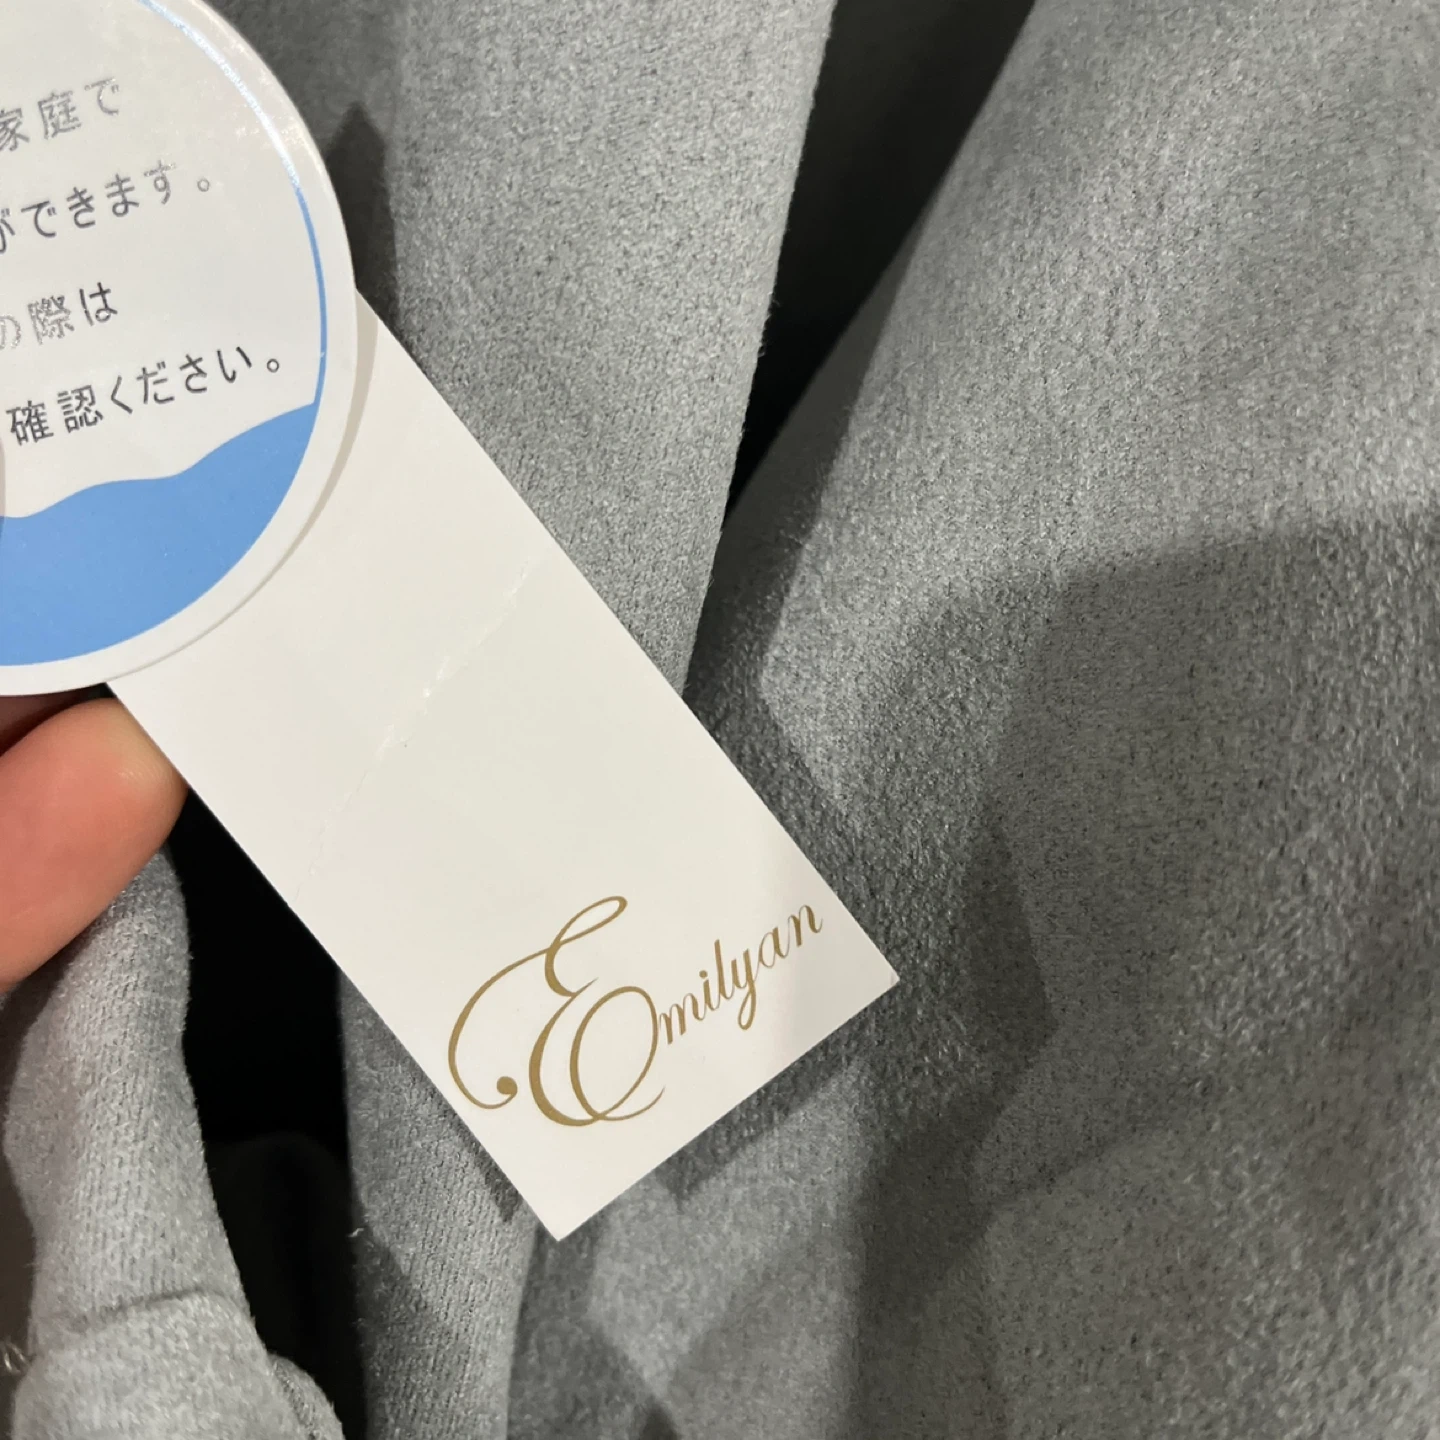 家庭で
ができます。
の際は
確認ください。
Emilyan